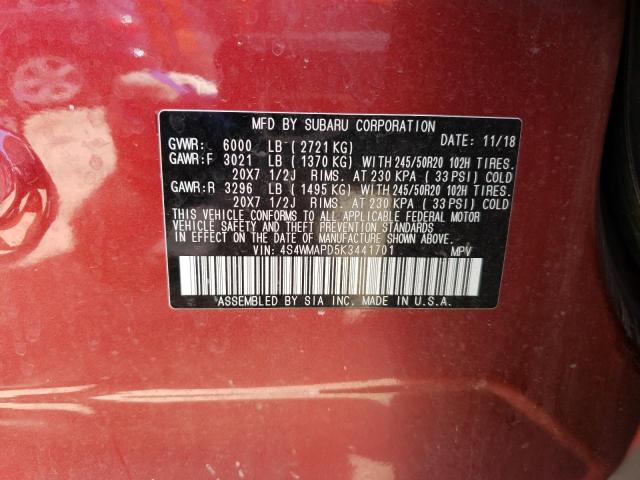 MFD BY SUBARU CORPORATION
GVWR: 6000 LB (2721 KG) DATE: 11/18
GAWR:F 3021 LB (1370 KG) WITH 245/50R20 102H TIRES.
20X7 1/2J RIMS. AT 230 KPA (33 PSI) COLD
GAWR:R 3296 LB (1495 KG) WITH 245/50R20 102H TIRES.
20X7 1/2J RIMS. AT 230 KPA (33 PSI) COLD
THIS VEHICLE CONFORMS TO ALL APPLICABLE FEDERAL MOTOR
VEHICLE SAFETY STANDARDS IN EFFECT ON THE DATE OF
MANUFACTURE SHOWN ABOVE.
VIN: 4S4WMAPD5K3441701 MPV
ASSEMBLED BY SIA INC. MADE IN U.S.A.